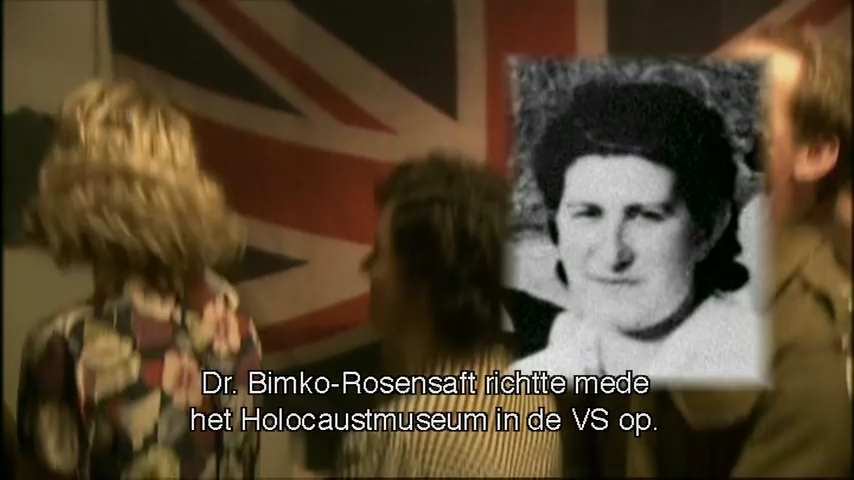 Dr. Bimko-Rosensaft richtte mede
het Holocaustmuseum in de VS op.